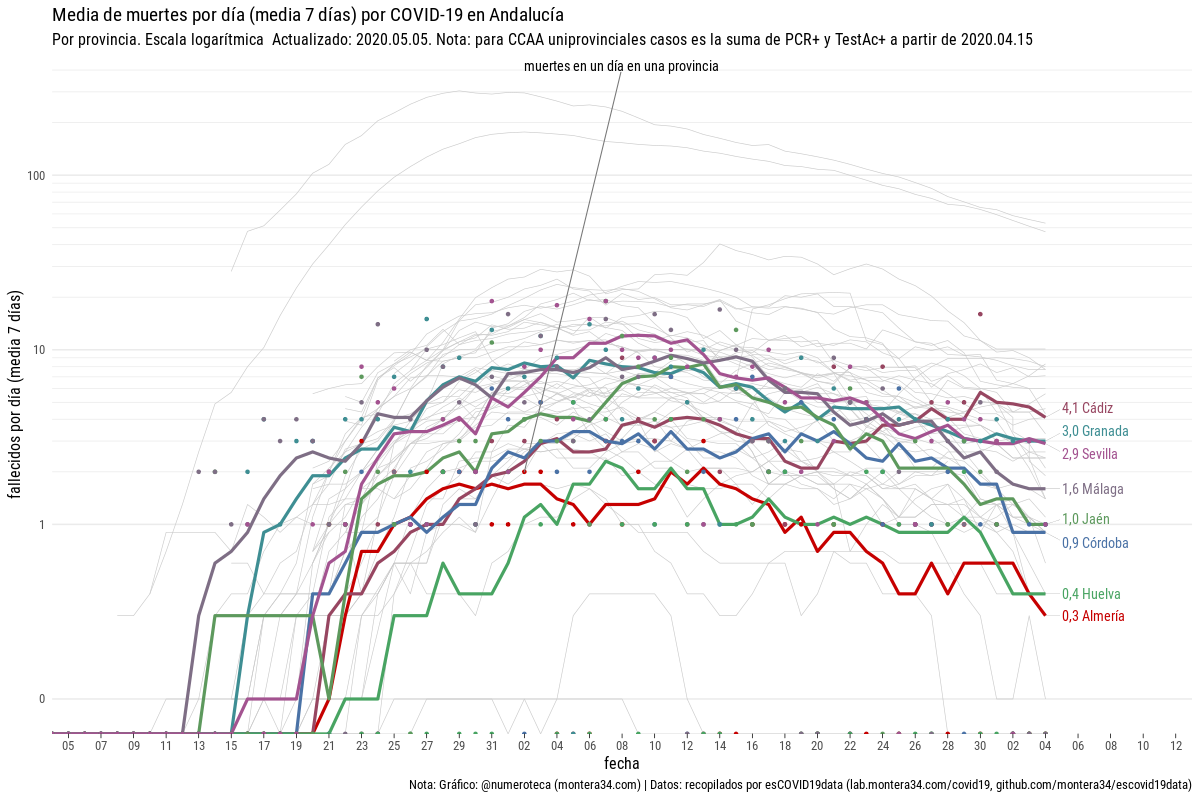 Media de muertes por día (media 7 días) por COVID-19 en Andalucía
Por provincia. Escala logarítmica  Actualizado: 2020.05.05. Nota: para CCAA uniprovinciales casos es la suma de PCR+ y TestAc+ a partir de 2020.04.15
muertes en un día en una provincia
fallecidos por día (media  7 días)
100
10
1
0
4,1 Cádiz
3,0 Granada
2,9 Sevilla
1,6 Málaga
1,0 Jaén
0,9 Córdoba
0,4 Huelva
0,3 Almería
05 07 09 11 13 15 17 19 21 23 25 27 29 31 02 04 06 08 10 12 14 16 18 20 22 24 26 28 30 02 04 06 08 10 12
fecha
Nota: Gráfico: @numeroteca (montera34.com) | Datos: recopilados por esCOVID19data (lab.montera34.com/covid19, github.com/montera34/escovid19data)